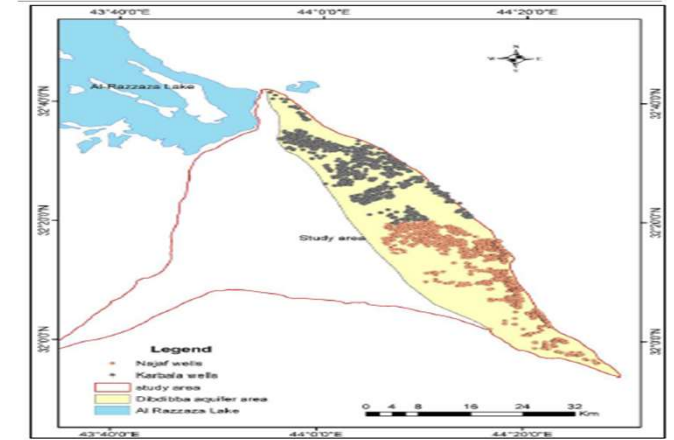 43°40'0"E 44°0'0"E 44°20'0"E
N
W E
S
Al-Razzaza Lake
32°40'0"N 32°40'0"N
32°20'0"N 32°20'0"N
Study area
32°0'0"N 32°0'0"N
Legend
Najaf wells
Karbala wells
study area
Dibdibba aquifer area
Al Razzaza Lake
0 4 8 16 24 32
Km
43°40'0"E 44°0'0"E 44°20'0"E